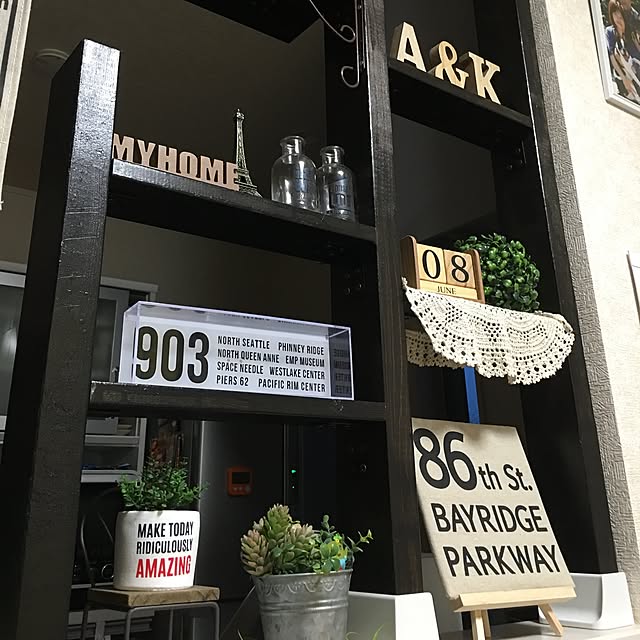 A&K
MYHOME
08
JUNE
903
NORTH SEATTLE PHINNEY RIDGE
NORTH QUEEN ANNE EMP MUSEUM
SPACE NEEDLE WESTLAKE CENTER
PIERS 62 PACIFIC RIM CENTER
86th St.
BAYRIDGE
PARKWAY
MAKE TODAY
RIDICULOUSLY
AMAZING